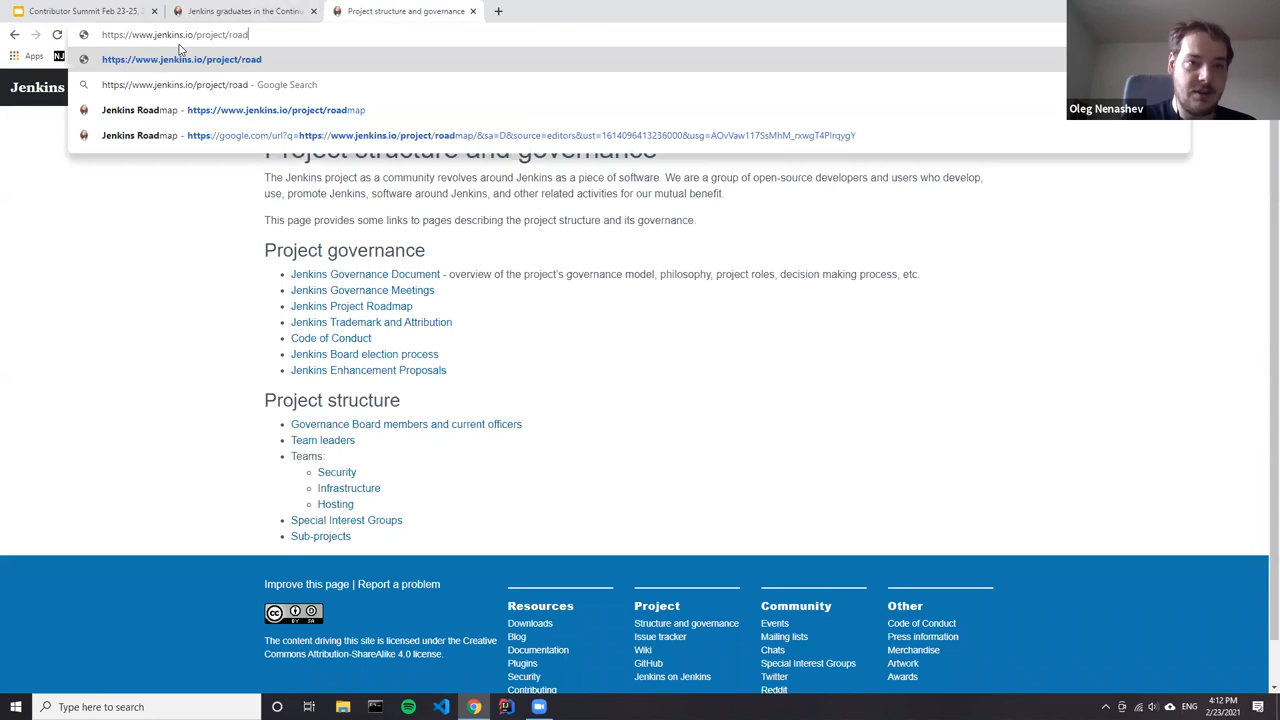 Contributor Summit Feb 23-25, 2
Jenkins graduates in the Continu
Project structure and governance
https://www.jenkins.io/project/road
Apps
NJ
Jenkins
https://www.jenkins.io/project/road
https://www.jenkins.io/project/road - Google Search
Jenkins Roadmap - https://www.jenkins.io/project/roadmap
Jenkins Roadmap - https://google.com/url?q=https://www.jenkins.io/project/roadmap/&sa=D&source=editors&ust=1614096413236000&usg=AOvVaw117SsMhM_rxwgT4PIrqygY
Oleg Nenashev
Project structure and governance
The Jenkins project as a community revolves around Jenkins as a piece of software. We are a group of open-source developers and users who develop,
use, promote Jenkins, software around Jenkins, and other related activities for our mutual benefit.
This page provides some links to pages describing the project structure and its governance.
Project governance
Jenkins Governance Document - overview of the project's governance model; philosophy, project roles, decision making process, etc.
Jenkins Governance Meetings
Jenkins Project Roadmap
Jenkins Trademark and Attribution
Code of Conduct
Jenkins Board election process
Jenkins Enhancement Proposals
Project structure
Governance Board members and current officers
Team leaders
Teams:
Security
Infrastructure
Hosting
Special Interest Groups
Sub-projects
Improve this page | Report a problem
CC BY SA
The content driving this site is licensed under the Creative
Commons Attribution-ShareAlike 4.0 license.
Resources
Downloads
Blog
Documentation
Plugins
Security
Contributing
Project
Structure and governance
Issue tracker
Wiki
GitHub
Jenkins on Jenkins
Community
Events
Mailing lists
Chats
Special Interest Groups
Twitter
Reddit
Other
Code of Conduct
Press information
Merchandise
Artwork
Awards
Type here to search
ENG
4:12 PM
2/23/2021